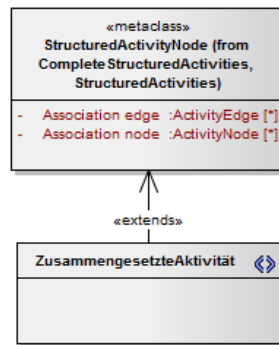 «metaclass»
StructuredActivityNode (from
CompleteStructuredActivities,
StructuredActivities)
- Association edge :ActivityEdge [*]
- Association node :ActivityNode [*]
«extends»
ZusammengesetzteAktivität